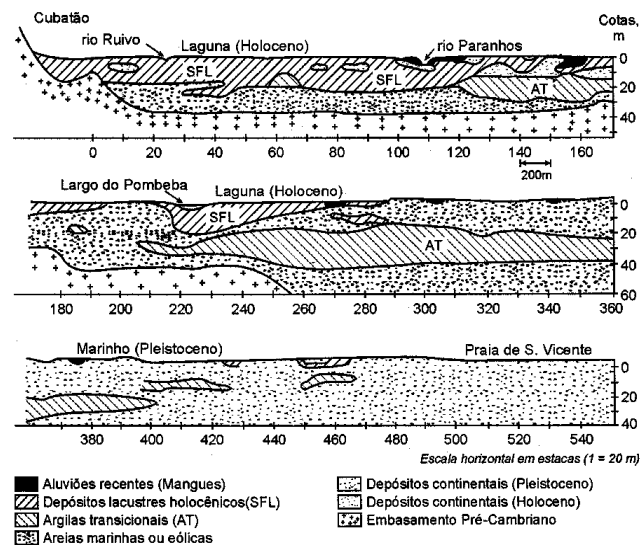 Cubatão
rio Ruivo
Laguna (Holoceno)
rio Paranhos
Cotas,
m
SFL
SFL
AT
0
20
40
0 20 40 60 80 100 120 140 160
200m
Largo do Pombeba
Laguna (Holoceno)
SFL
AT
0
20
40
60
180 200 220 240 260 280 300 320 340 360
Marinho (Pleistoceno)
Praia de S. Vicente
0
20
40
380 400 420 440 460 480 500 520 540
Escala horizontal em estacas (1 = 20 m)
Aluviões recentes (Mangues)
Depósitos lacustres holocênicos(SFL)
Argilas transicionais (AT)
Areias marinhas ou eólicas
Depósitos continentais (Pleistoceno)
Depósitos continentais (Holoceno)
Embasamento Pré-Cambriano